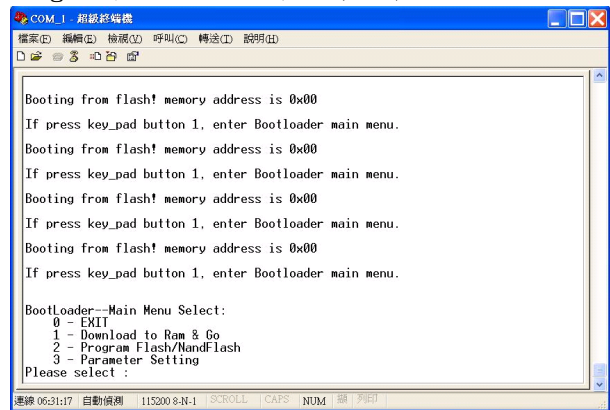 COM_1 - 超級終端機
檔案(F) 編輯(E) 檢視(V) 呼叫(C) 轉送(T) 說明(H)
Booting from flash! memory address is 0x00
If press key_pad button 1, enter Bootloader main menu.
Booting from flash! memory address is 0x00
If press key_pad button 1, enter Bootloader main menu.
Booting from flash! memory address is 0x00
If press key_pad button 1, enter Bootloader main menu.
Booting from flash! memory address is 0x00
If press key_pad button 1, enter Bootloader main menu.
BootLoader--Main Menu Select:
0 - EXIT
1 - Download to Ram & Go
2 - Program Flash/NandFlash
3 - Parameter Setting
Please select :
連線 06:31:17 自動偵測 115200 8-N-1 SCROLL CAPS NUM 擷 列印